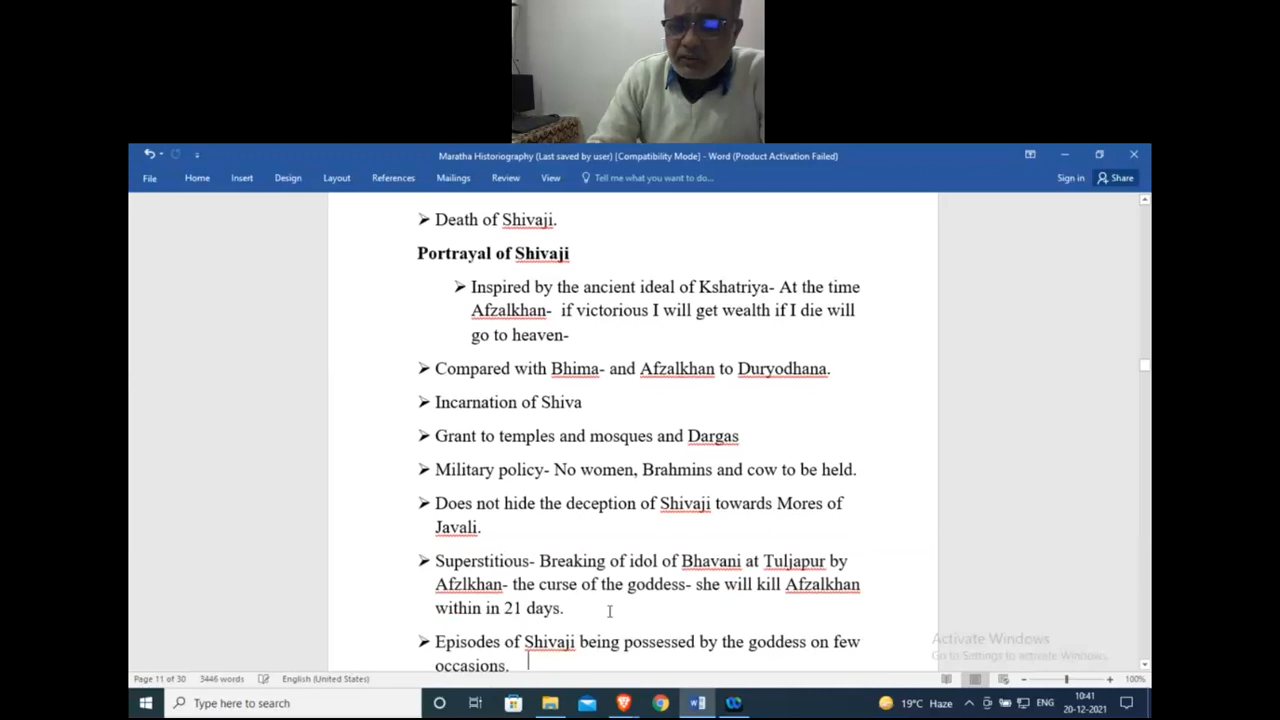 Maratha Historiography (Last saved by user) [Compatibility Mode] - Word (Product Activation Failed)
File Home Insert Design Layout References Mailings Review View Tell me what you want to do... Sign in Share
➢ Death of Shivaji.
Portrayal of Shivaji
➢ Inspired by the ancient ideal of Kshatriya- At the time
Afzalkhan- if victorious I will get wealth if I die will
go to heaven-
➢ Compared with Bhima- and Afzalkhan to Duryodhana.
➢ Incarnation of Shiva
➢ Grant to temples and mosques and Dargas
➢ Military policy- No women, Brahmins and cow to be held.
➢ Does not hide the deception of Shivaji towards Mores of
Javali.
➢ Superstitious- Breaking of idol of Bhavani at Tuljapur by
Afzlkhan- the curse of the goddess- she will kill Afzalkhan
within in 21 days.
➢ Episodes of Shivaji being possessed by the goddess on few
occasions.
Activate Windows
Go to Settings to activate Windows.
Page 11 of 30 3446 words English (United States) 100%
Type here to search 19°C Haze ENG 10:41
20-12-2021